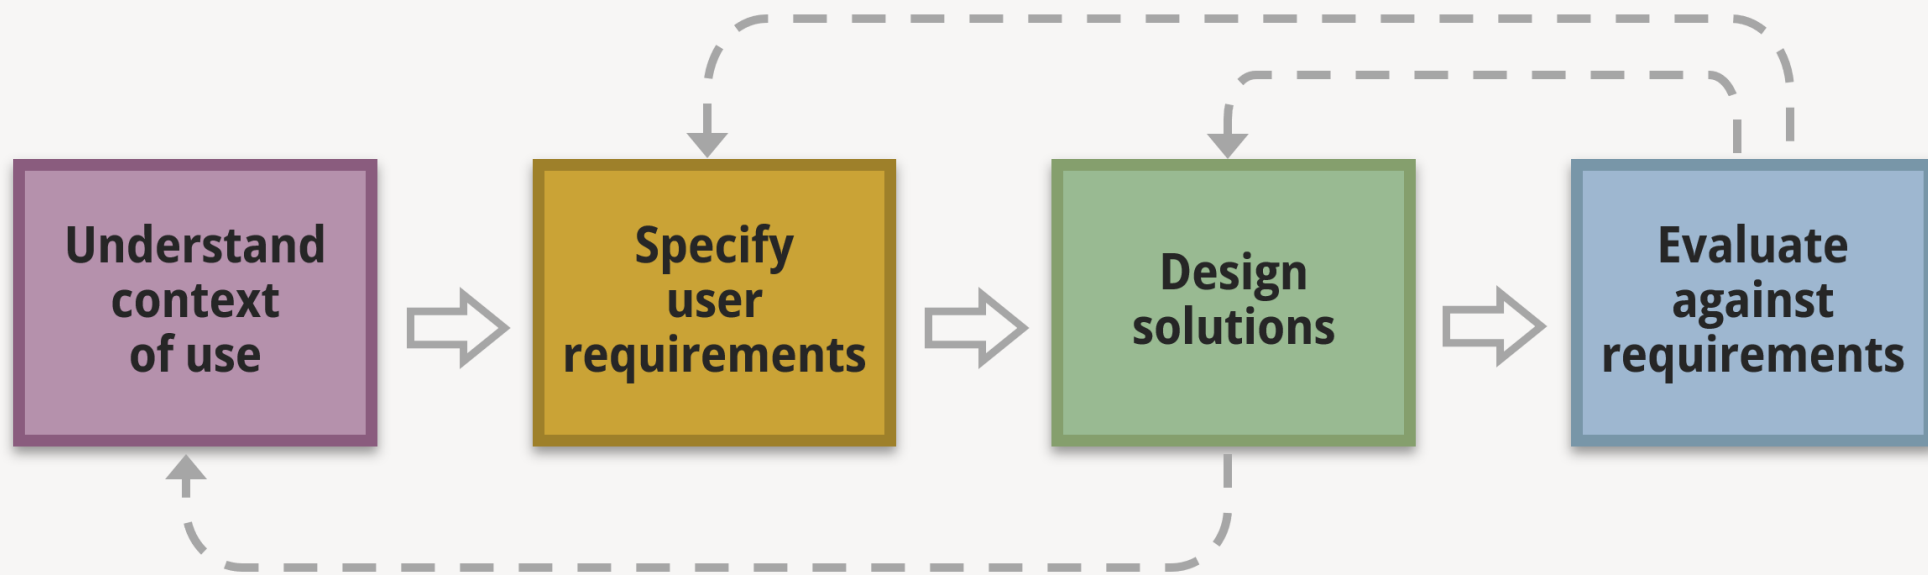 Understand
context
of use
Specify
user
requirements
Design
solutions
Evaluate
against
requirements